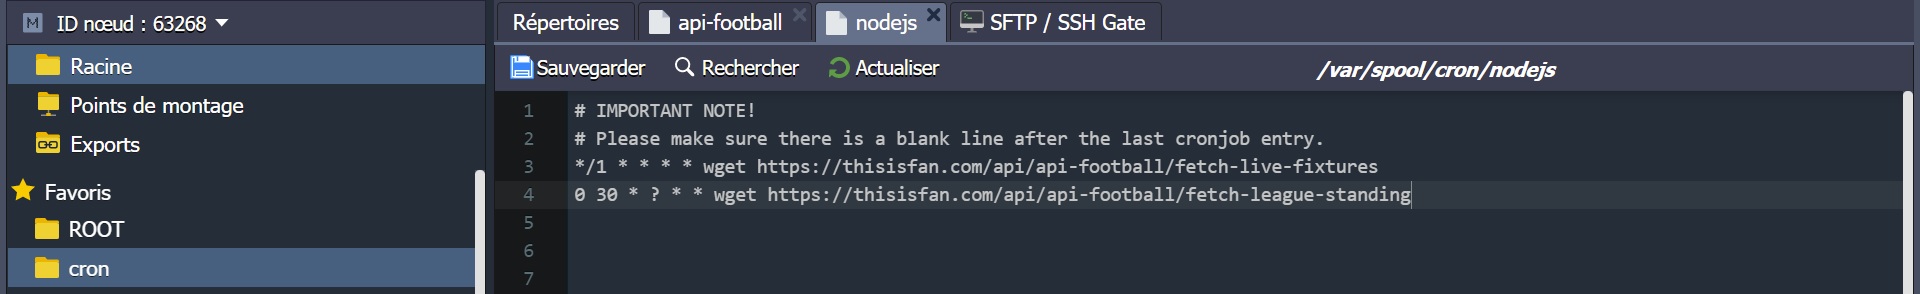 ID nœud : 63268
Répertoires
api-football
nodejs
SFTP / SSH Gate
Racine
Points de montage
Exports
Favoris
ROOT
cron
Sauvegarder
Rechercher
Actualiser
/var/spool/cron/nodejs
1 # IMPORTANT NOTE!
2 # Please make sure there is a blank line after the last cronjob entry.
3 */1 * * * * wget https://thisisfan.com/api/api-football/fetch-live-fixtures
4 0 30 * ? * * wget https://thisisfan.com/api/api-football/fetch-league-standing
5
6
7